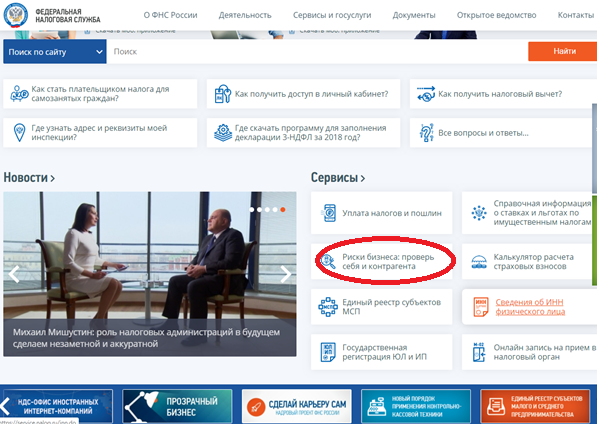 ФЕДЕРАЛЬНАЯ
НАЛОГОВАЯ СЛУЖБА
О ФНС России
Деятельность
Сервисы и госуслуги
Документы
Открытое ведомство
Контакты
Поиск по сайту
Поиск
Найти
Как стать плательщиком налога для
самозанятых граждан?
Как получить доступ в личный кабинет?
Как получить налоговый вычет?
Где узнать адрес и реквизиты моей
инспекции?
Где скачать программу для заполнения
декларации 3-НДФЛ за 2018 год?
Все вопросы и ответы...
Новости
Сервисы
Михаил Мишустин: роль налоговых администраций в будущем
сделаем незаметной и аккуратной
Уплата налогов и пошлин
Справочная информация
о ставках и льготах по
имущественным налогам
Риски бизнеса: проверь
себя и контрагента
Калькулятор расчета
страховых взносов
Единый реестр субъектов
МСП
ИНН
Сведения об ИНН
физического лица
ЮЛ
ИП
Государственная
регистрация ЮЛ и ИП
Онлайн запись на прием в
налоговый орган
НДС-ОФИС ИНОСТРАННЫХ
ИНТЕРНЕТ-КОМПАНИЙ
ПРОЗРАЧНЫЙ
БИЗНЕС
СДЕЛАЙ КАРЬЕРУ САМ
КАДРОВЫЙ ПРОЕКТ ФНС РОССИИ
НОВЫЙ ПОРЯДОК
ПРИМЕНЕНИЯ КОНТРОЛЬНО-
КАССОВОЙ ТЕХНИКИ
ЕДИНЫЙ РЕЕСТР СУБЪЕКТОВ
МАЛОГО И СРЕДНЕГО
ПРЕДПРИНИМАТЕЛЬСТВА